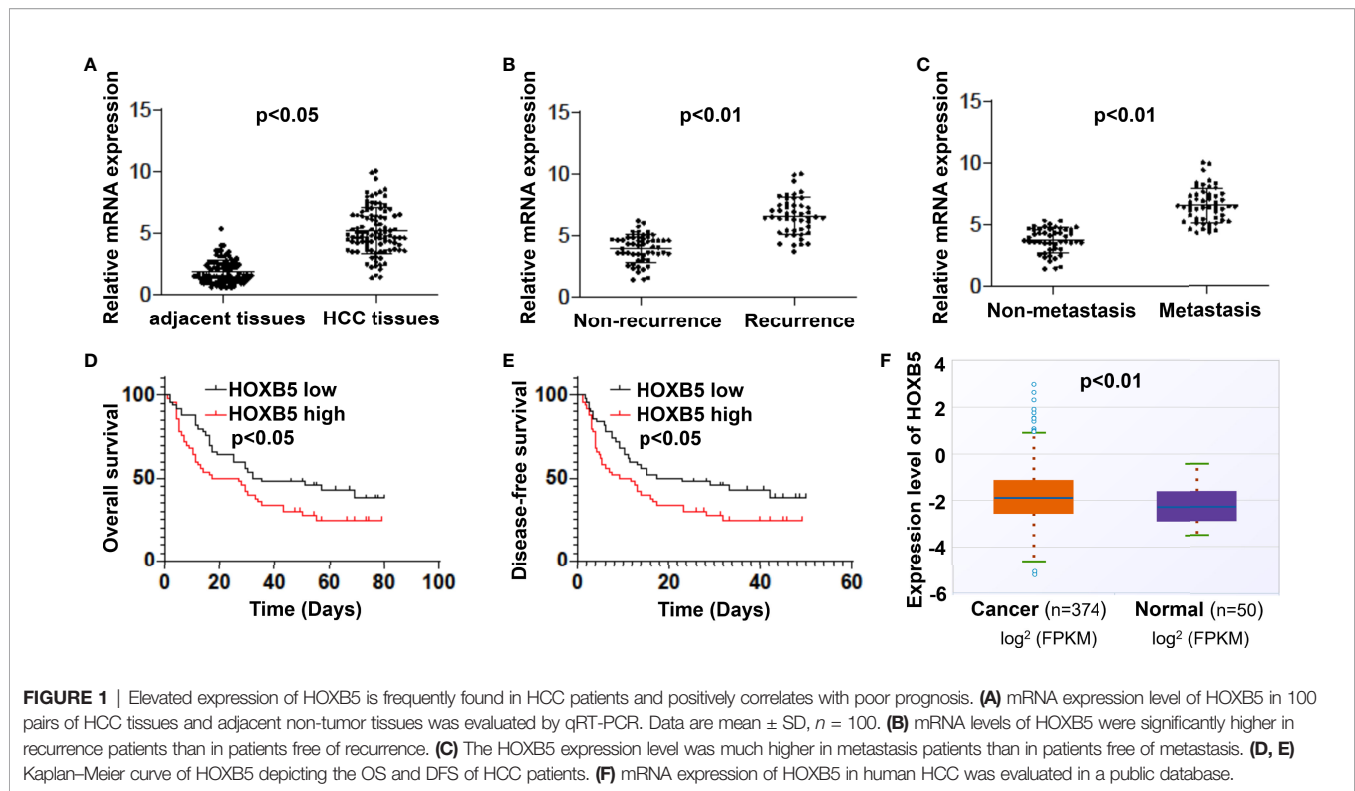 A
Relative mRNA expression
15
10
5
0
p<0.05
adjacent tissues
HCC tissues
B
Relative mRNA expression
15
10
5
0
p<0.01
Non-recurrence
Recurrence
C
Relative mRNA expression
15
10
5
0
p<0.01
Non-metastasis
Metastasis
D
Overall survival
100
50
0
HOXB5 low
HOXB5 high
p<0.05
0 20 40 60 80 100
Time (Days)
E
Disease-free survival
100
50
0
HOXB5 low
HOXB5 high
p<0.05
0 20 40 60
Time (Days)
F
Expression level of HOXB5
4
2
0
-2
-4
-6
p<0.01
Cancer (n=374) Normal (n=50)
log² (FPKM) log² (FPKM)
FIGURE 1 | Elevated expression of HOXB5 is frequently found in HCC patients and positively correlates with poor prognosis. (A) mRNA expression level of HOXB5 in 100
pairs of HCC tissues and adjacent non-tumor tissues was evaluated by qRT-PCR. Data are mean ± SD, n = 100. (B) mRNA levels of HOXB5 were significantly higher in
recurrence patients than in patients free of recurrence. (C) The HOXB5 expression level was much higher in metastasis patients than in patients free of metastasis. (D, E)
Kaplan–Meier curve of HOXB5 depicting the OS and DFS of HCC patients. (F) mRNA expression of HOXB5 in human HCC was evaluated in a public database.